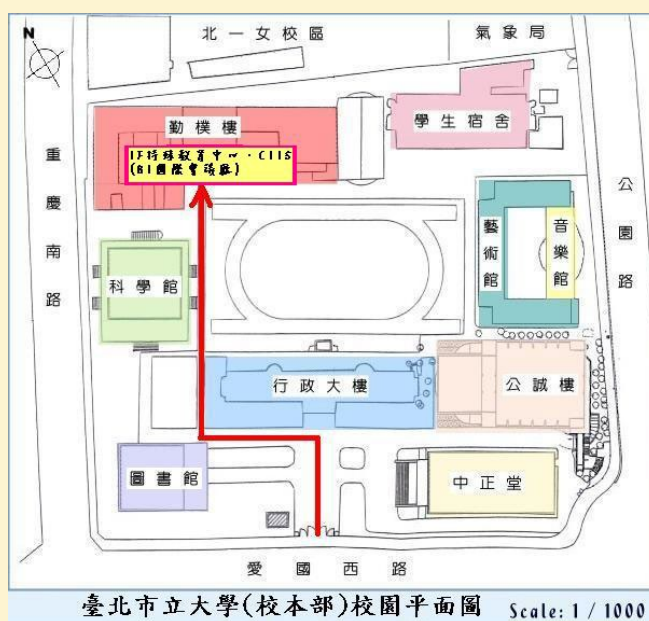 N
北一女校區
氣象局
勤樸樓
1F特殊教育中心.C115
(B1國際會議廳)
學生宿舍
重慶南路
公園路
藝術館
音樂館
科學館
行政大樓
公誠樓
圖書館
中正堂
愛國西路
臺北市立大學(校本部)校園平面圖 Scale: 1 / 1000